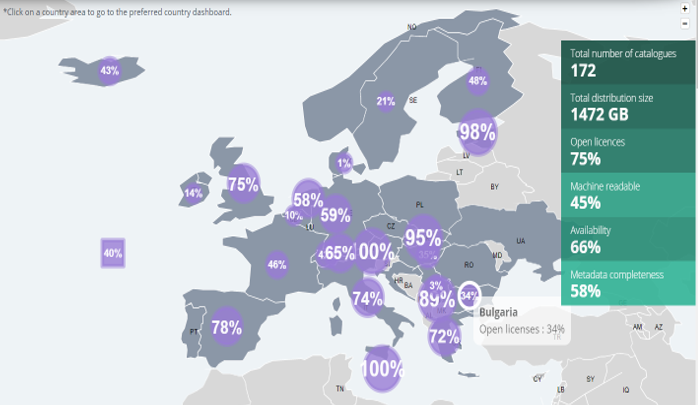 *Click on a country area to go to the preferred country dashboard.
+
−
NO
43%
48%
21%
SE
98%
LV
LT
1%
BY
14%
75%
58%
10%
59%
PL
LU
CZ
UA
95%
40%
46%
65%
00%
MD
RO
HR
BA
3%
89%
34%
74%
AL
PT
78%
72%
100%
TN
CY
LB
SY
IQ
AM
AZ
TR
Bulgaria
Open licenses : 34%
Total number of catalogues
172
Total distribution size
1472 GB
Open licences
75%
Machine readable
45%
Availability
66%
Metadata completeness
58%